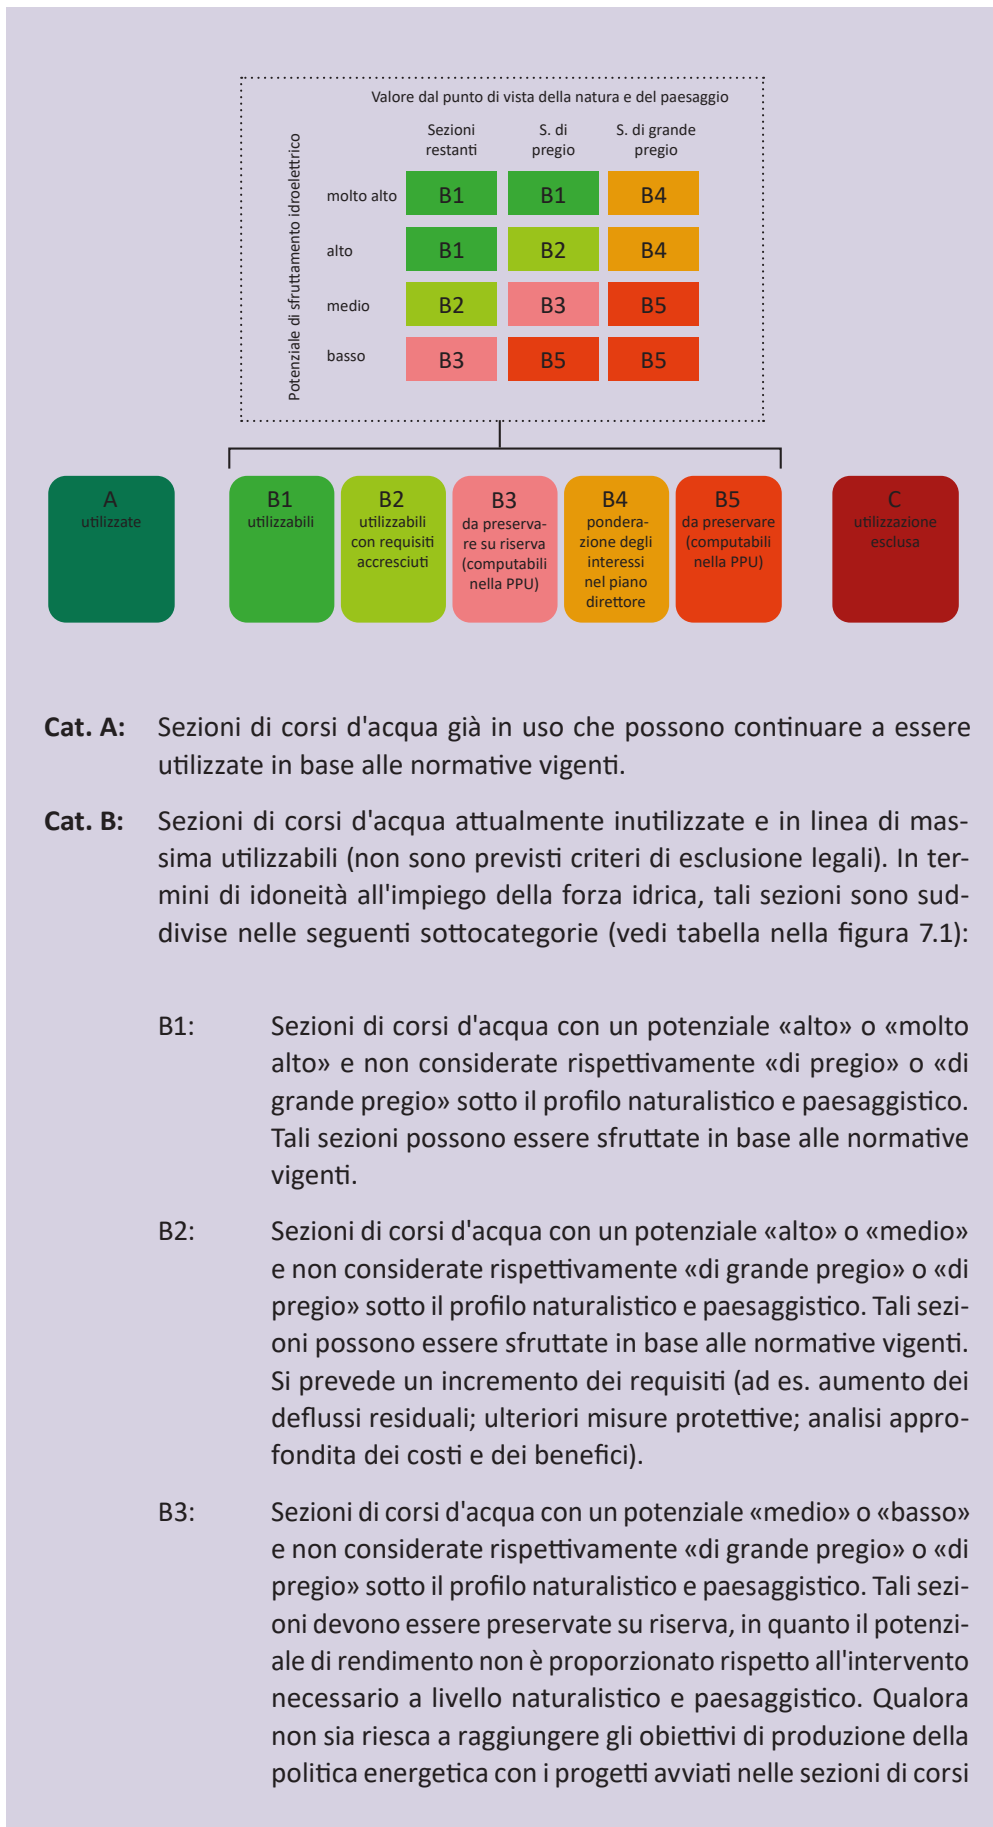 Valore dal punto di vista della natura e del paesaggio
Sezioni
restanti
S. di
pregio
S. di grande
pregio
Potenziale di sfruttamento idroelettrico
molto alto B1 B1 B4
alto B1 B2 B4
medio B2 B3 B5
basso B3 B5 B5
A
utilizzate
B1
utilizzabili
B2
utilizzabili
con requisiti
accresciuti
B3
da preserva-
re su riserva
(computabili
nella PPU)
B4
pondera-
zione degli
interessi
nel piano
direttore
B5
da preservare
(computabili
nella PPU)
C
utilizzazione
esclusa
Cat. A: Sezioni di corsi d'acqua già in uso che possono continuare a essere
utilizzate in base alle normative vigenti.
Cat. B: Sezioni di corsi d'acqua attualmente inutilizzate e in linea di mas-
sima utilizzabili (non sono previsti criteri di esclusione legali). In ter-
mini di idoneità all'impiego della forza idrica, tali sezioni sono sud-
divise nelle seguenti sottocategorie (vedi tabella nella figura 7.1):
B1: Sezioni di corsi d'acqua con un potenziale «alto» o «molto
alto» e non considerate rispettivamente «di pregio» o «di
grande pregio» sotto il profilo naturalistico e paesaggistico.
Tali sezioni possono essere sfruttate in base alle normative
vigenti.
B2: Sezioni di corsi d'acqua con un potenziale «alto» o «medio»
e non considerate rispettivamente «di grande pregio» o «di
pregio» sotto il profilo naturalistico e paesaggistico. Tali sezi-
oni possono essere sfruttate in base alle normative vigenti.
Si prevede un incremento dei requisiti (ad es. aumento dei
deflussi residuali; ulteriori misure protettive; analisi appro-
fondita dei costi e dei benefici).
B3: Sezioni di corsi d'acqua con un potenziale «medio» o «basso»
e non considerate rispettivamente «di grande pregio» o «di
pregio» sotto il profilo naturalistico e paesaggistico. Tali sezi-
oni devono essere preservate su riserva, in quanto il potenzi-
ale di rendimento non è proporzionato rispetto all'intervento
necessario a livello naturalistico e paesaggistico. Qualora
non sia riesca a raggiungere gli obiettivi di produzione della
politica energetica con i progetti avviati nelle sezioni di corsi